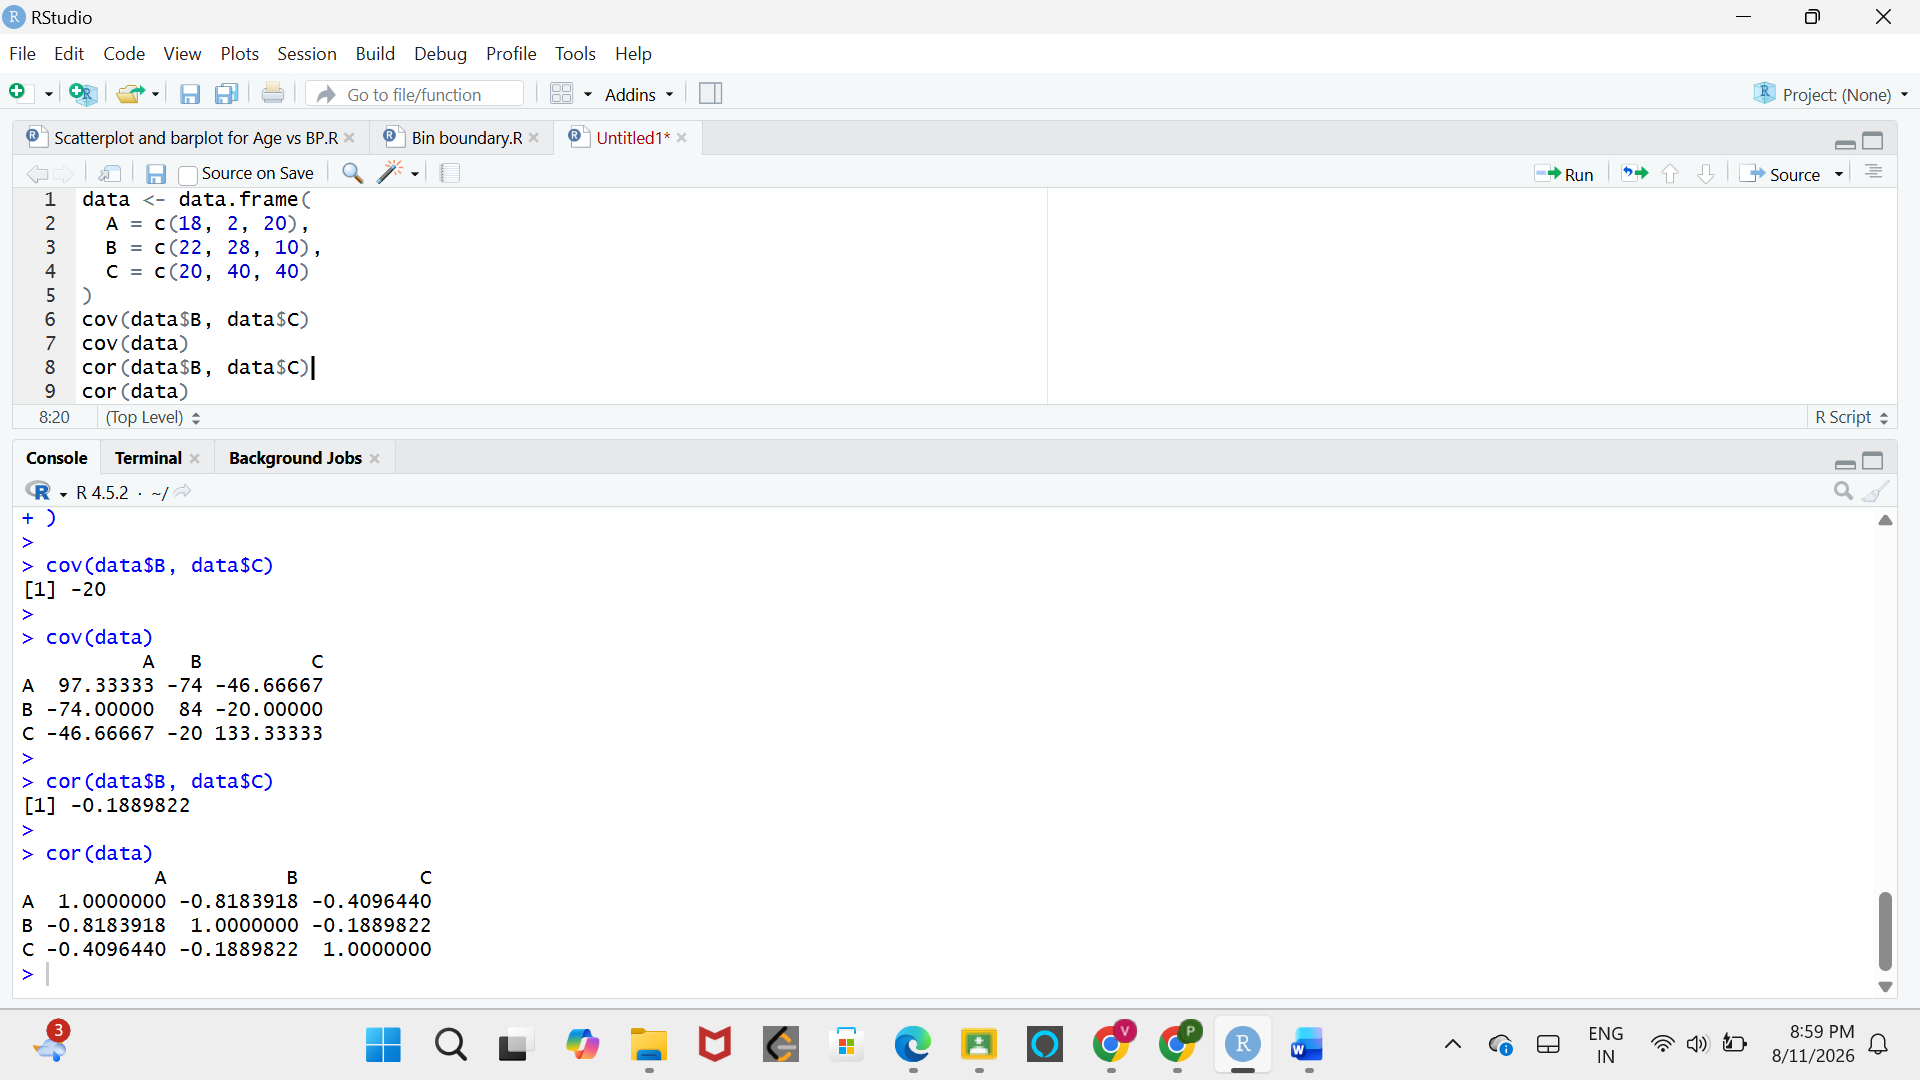 R RStudio
File Edit Code View Plots Session Build Debug Profile Tools Help
Go to file/function Addins Project: (None)
Scatterplot and barplot for Age vs BP.R Bin boundary.R Untitled1*
Source on Save Run Source
1 data <- data.frame(
2   A = c(18, 2, 20),
3   B = c(22, 28, 10),
4   C = c(20, 40, 40)
5 )
6 cov(data$B, data$C)
7 cov(data)
8 cor(data$B, data$C)
9 cor(data)
8:20 (Top Level) R Script
Console Terminal Background Jobs
R R 4.5.2 · ~/
+ )
>
> cov(data$B, data$C)
[1] -20
>
> cov(data)
A B C
A 97.33333 -74 -46.66667
B -74.00000 84 -20.00000
C -46.66667 -20 133.33333
>
> cor(data$B, data$C)
[1] -0.1889822
>
> cor(data)
A B C
A 1.0000000 -0.8183918 -0.4096440
B -0.8183918 1.0000000 -0.1889822
C -0.4096440 -0.1889822 1.0000000
>
3 V P R W ENG 8:59 PM
IN 8/11/2026